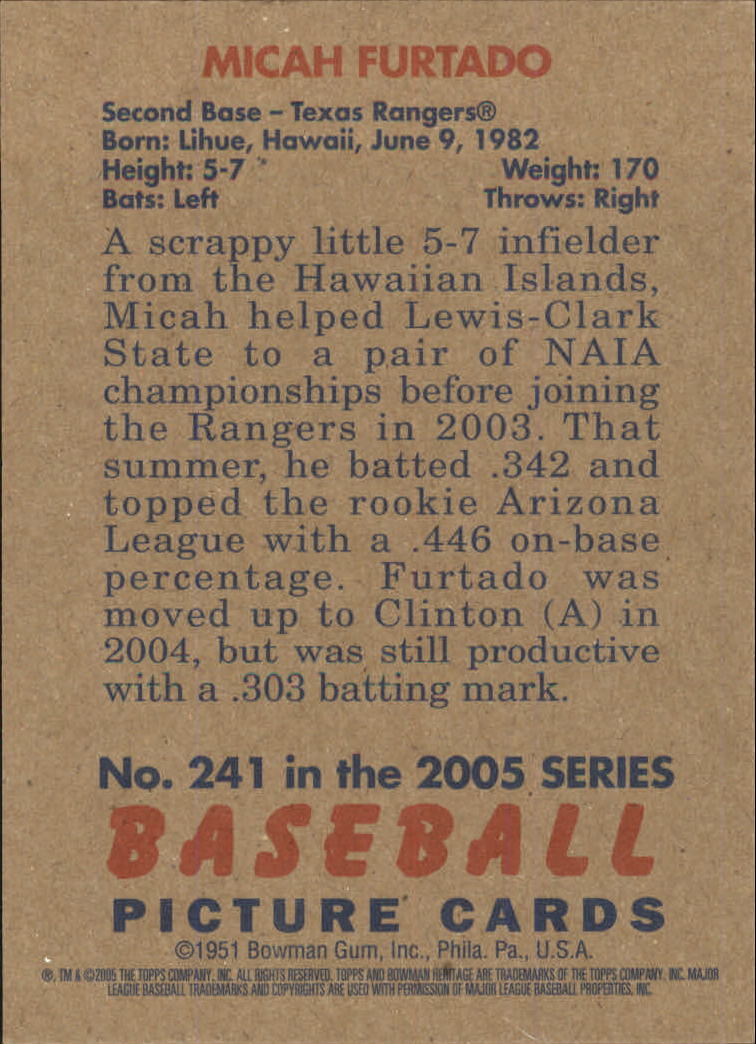 MICAH FURTADO
Second Base – Texas Rangers®
Born: Lihue, Hawaii, June 9, 1982
Height: 5-7 Weight: 170
Bats: Left Throws: Right
A scrappy little 5-7 infielder
from the Hawaiian Islands,
Micah helped Lewis-Clark
State to a pair of NAIA
championships before joining
the Rangers in 2003. That
summer, he batted .342 and
topped the rookie Arizona
League with a .446 on-base
percentage. Furtado was
moved up to Clinton (A) in
2004, but was still productive
with a .303 batting mark.
No. 241 in the 2005 SERIES
BASEBALL
PICTURE CARDS
©1951 Bowman Gum, Inc., Phila. Pa., U.S.A.
®, TM & ©2005 THE TOPPS COMPANY, INC. ALL RIGHTS RESERVED. TOPPS AND BOWMAN HERITAGE ARE TRADEMARKS OF THE TOPPS COMPANY, INC. MAJOR
LEAGUE BASEBALL TRADEMARKS AND COPYRIGHTS ARE USED WITH PERMISSION OF MAJOR LEAGUE BASEBALL PROPERTIES, INC.